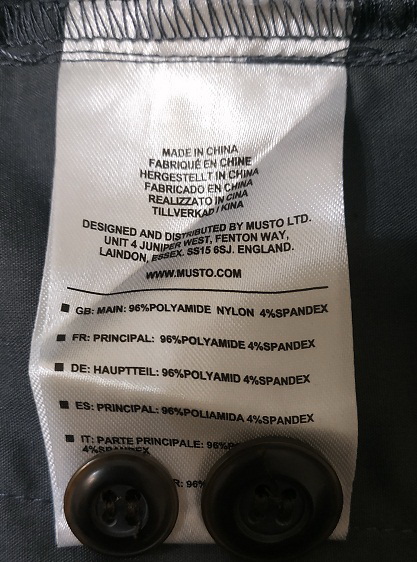 MADE IN CHINA
FABRIQUÉ EN CHINE
HERGESTELLT IN CHINA
FABRICADO EN CHINA
REALIZZATO IN CINA
TILLVERKAD I KINA
DESIGNED AND DISTRIBUTED BY MUSTO LTD.
UNIT 4 JUNIPER WEST, FENTON WAY,
LAINDON, ESSEX. SS15 6SJ. ENGLAND.
WWW.MUSTO.COM
■ GB: MAIN: 96%POLYAMIDE NYLON 4%SPANDEX
■ FR: PRINCIPAL: 96%POLYAMIDE 4%SPANDEX
■ DE: HAUPTTEIL: 96%POLYAMID 4%SPANDEX
■ ES: PRINCIPAL: 96%POLIAMIDA 4%SPANDEX
■ IT: PARTE PRINCIPALE: 96%
4%SPANDEX
R: 96%